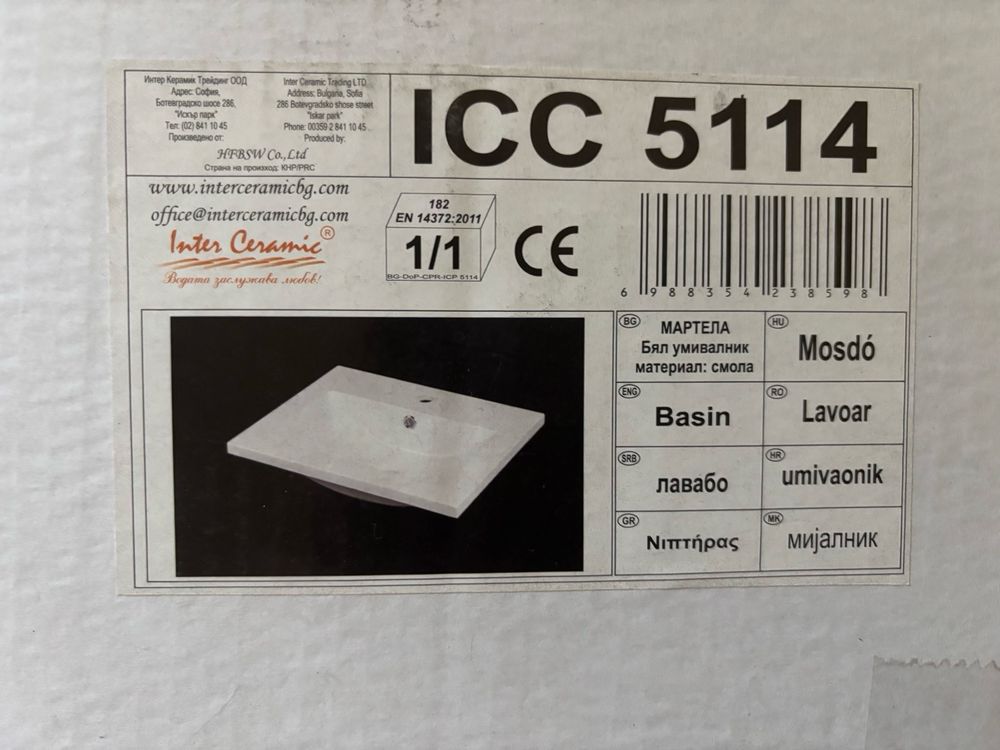 Интер Керамик Трейдинг ООД
Адрес: София,
Ботевградско шосе 286,
"Искър парк"
Тел: (02) 841 10 45
Произведено от:
Inter Ceramic Trading LTD
Address: Bulgaria, Sofia
286 Botevgradsko shose street
"Iskar park"
Phone: 00359 2 841 10 45
Produced by:
HFBSW Co., Ltd
Страна на произход: КНР/PRC
ICC 5114
www.interceramicbg.com
office@interceramicbg.com
Inter Ceramic®
Водата заслужава любов!
182
EN 14372:2011
1/1
BG-DoP-CPR-ICP 5114
CE
6 988354 238598
BG
МАРТЕЛА
Бял умивалник
материал: смола
HU
Mosdó
ENG
Basin
RO
Lavoar
SRB
лавабо
HR
umivaonik
GR
Νιπτήρας
MK
мијалник